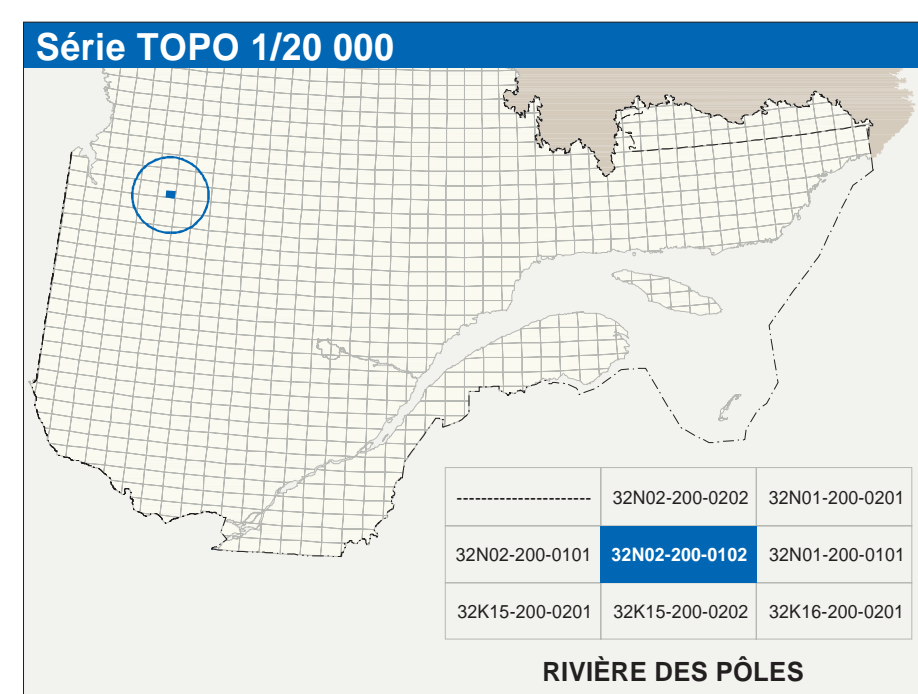 Série TOPO 1/20 000
---------------------- 32N02-200-0202 32N01-200-0201
32N02-200-0101 32N02-200-0102 32N01-200-0101
32K15-200-0201 32K15-200-0202 32K16-200-0201
RIVIÈRE DES PÔLES